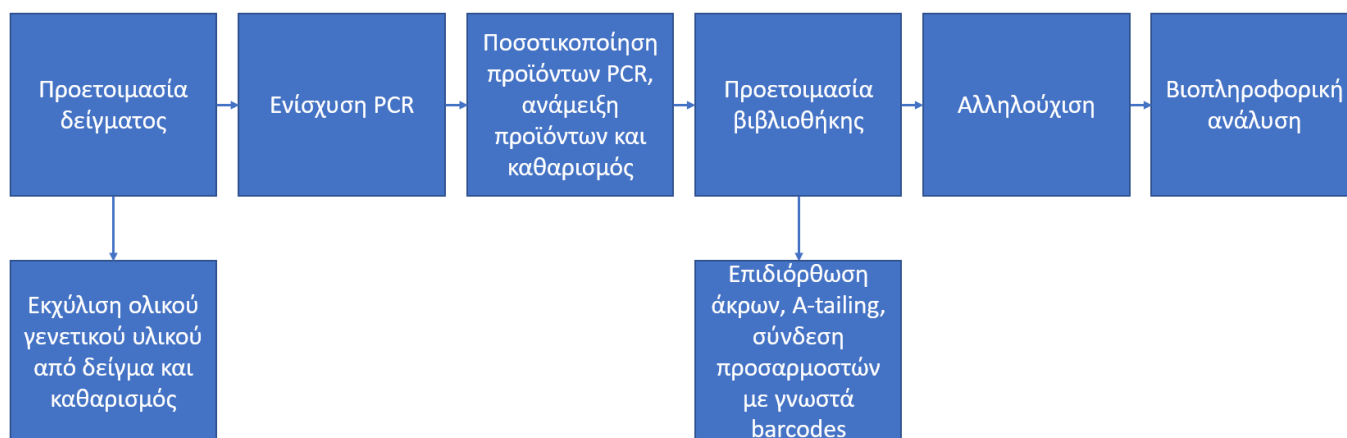 Προετοιμασία
δείγματος
Ενίσχυση PCR
Ποσοτικοποίηση
προϊόντων PCR,
ανάμειξη
προϊόντων και
καθαρισμός
Προετοιμασία
βιβλιοθήκης
Αλληλούχιση
Βιοπληροφορική
ανάλυση
Εκχύλιση ολικού
γενετικού υλικού
από δείγμα και
καθαρισμός
Επιδιόρθωση
άκρων, A-tailing,
σύνδεση
προσαρμοστών
με γνωστά
barcodes